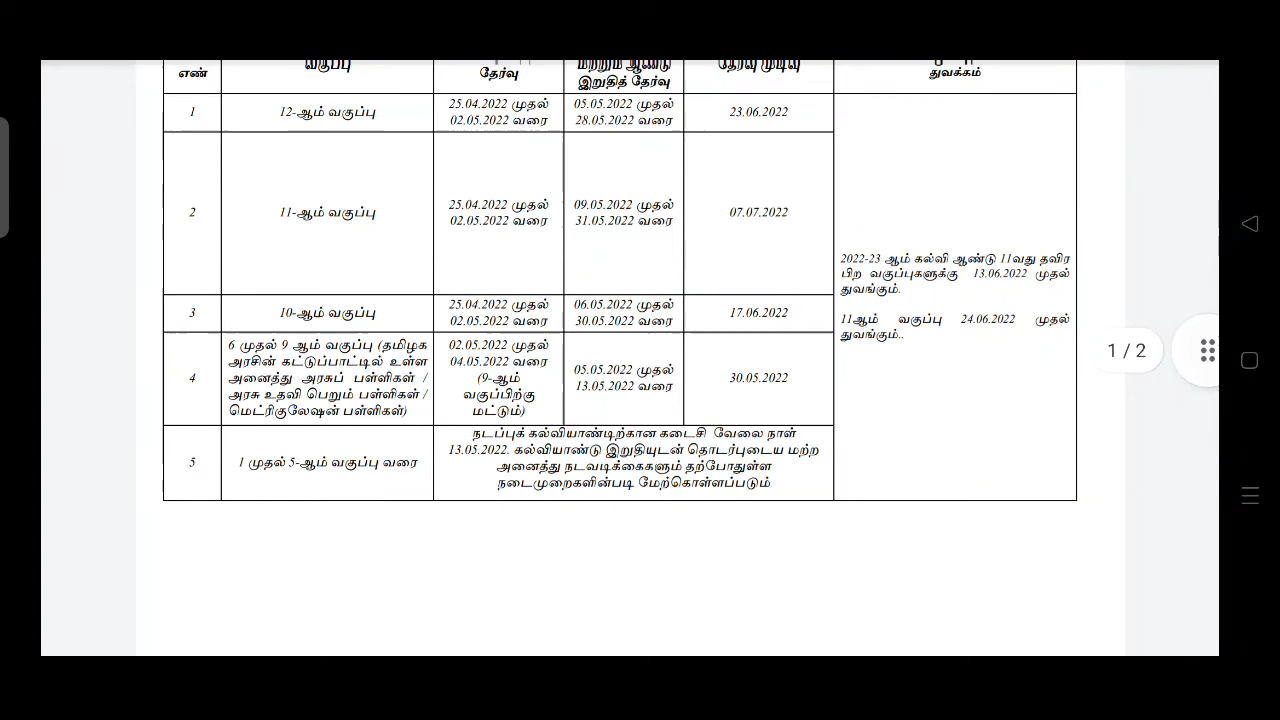 எண்
வகுப்பு
தேர்வு
மற்றும் ஆண்டு
இறுதித் தேர்வு
தேர்வு முடிவு
துவக்கம்
1
12-ஆம் வகுப்பு
25.04.2022 முதல்
02.05.2022 வரை
05.05.2022 முதல்
28.05.2022 வரை
23.06.2022
2
11-ஆம் வகுப்பு
25.04.2022 முதல்
02.05.2022 வரை
09.05.2022 முதல்
31.05.2022 வரை
07.07.2022
3
10-ஆம் வகுப்பு
25.04.2022 முதல்
02.05.2022 வரை
06.05.2022 முதல்
30.05.2022 வரை
17.06.2022
4
6 முதல் 9 ஆம் வகுப்பு (தமிழக
அரசின் கட்டுப்பாட்டில் உள்ள
அனைத்து அரசுப் பள்ளிகள் /
அரசு உதவி பெறும் பள்ளிகள் /
மெட்ரிகுலேஷன் பள்ளிகள்)
02.05.2022 முதல்
04.05.2022 வரை
(9-ஆம்
வகுப்பிற்கு
மட்டும்)
05.05.2022 முதல்
13.05.2022 வரை
30.05.2022
5
1 முதல் 5-ஆம் வகுப்பு வரை
நடப்புக் கல்வியாண்டிற்கான கடைசி வேலை நாள்
13.05.2022. கல்வியாண்டு இறுதியுடன் தொடர்புடைய மற்ற
அனைத்து நடவடிக்கைகளும் தற்போதுள்ள
நடைமுறைகளின்படி மேற்கொள்ளப்படும்
2022-23 ஆம் கல்வி ஆண்டு 11வது தவிர
பிற வகுப்புகளுக்கு 13.06.2022 முதல்
துவங்கும்.
11ஆம் வகுப்பு 24.06.2022 முதல்
துவங்கும்..
1 / 2